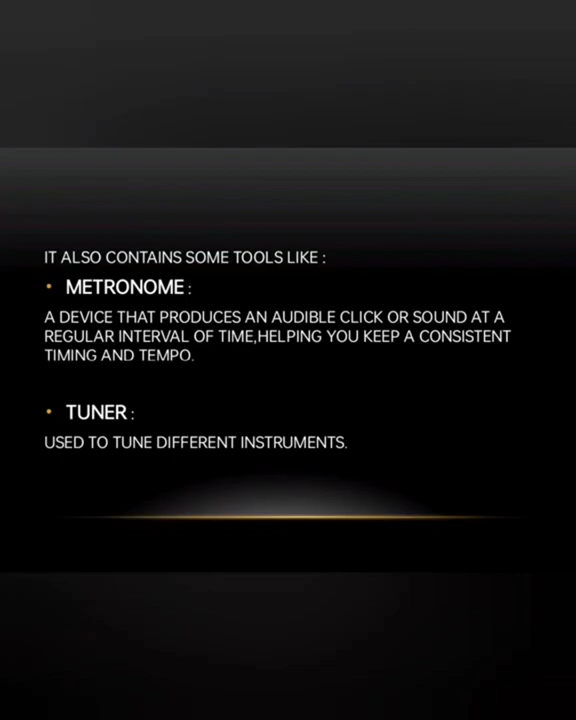 IT ALSO CONTAINS SOME TOOLS LIKE :
• METRONOME :
A DEVICE THAT PRODUCES AN AUDIBLE CLICK OR SOUND AT A
REGULAR INTERVAL OF TIME,HELPING YOU KEEP A CONSISTENT
TIMING AND TEMPO.
• TUNER :
USED TO TUNE DIFFERENT INSTRUMENTS.